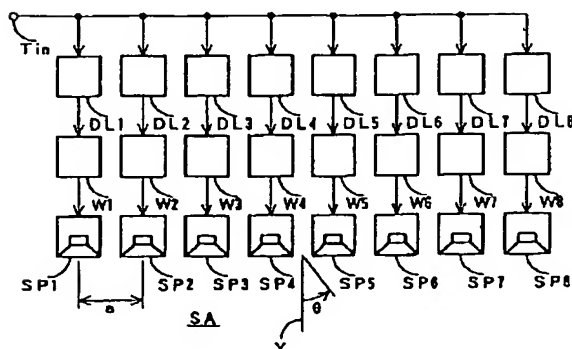 Tin
DL1 DL2 DL3 DL4 DL5 DL6 DL7 DL8
W1 W2 W3 W4 W5 W6 W7 W8
SP1 SP2 SP3 SP4 SP5 SP6 SP7 SP8
a
θ
SA
Y